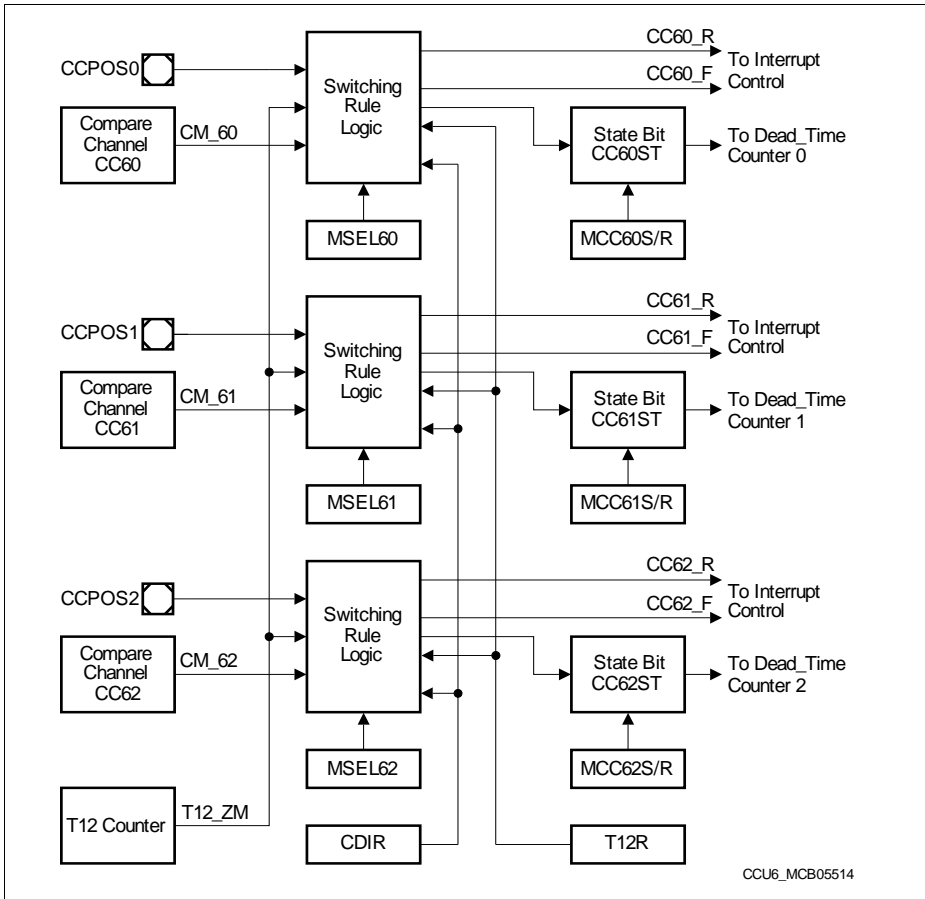 CCPOS0
Compare
Channel
CC60
CM_60
Switching
Rule
Logic
MSEL60
CC60_R
CC60_F
To Interrupt
Control
State Bit
CC60ST
To Dead_Time
Counter 0
MCC60S/R
CCPOS1
Compare
Channel
CC61
CM_61
Switching
Rule
Logic
MSEL61
CC61_R
CC61_F
To Interrupt
Control
State Bit
CC61ST
To Dead_Time
Counter 1
MCC61S/R
CCPOS2
Compare
Channel
CC62
CM_62
Switching
Rule
Logic
MSEL62
CC62_R
CC62_F
To Interrupt
Control
State Bit
CC62ST
To Dead_Time
Counter 2
MCC62S/R
T12 Counter
T12_ZM
CDIR
T12R
CCU6_MCB05514